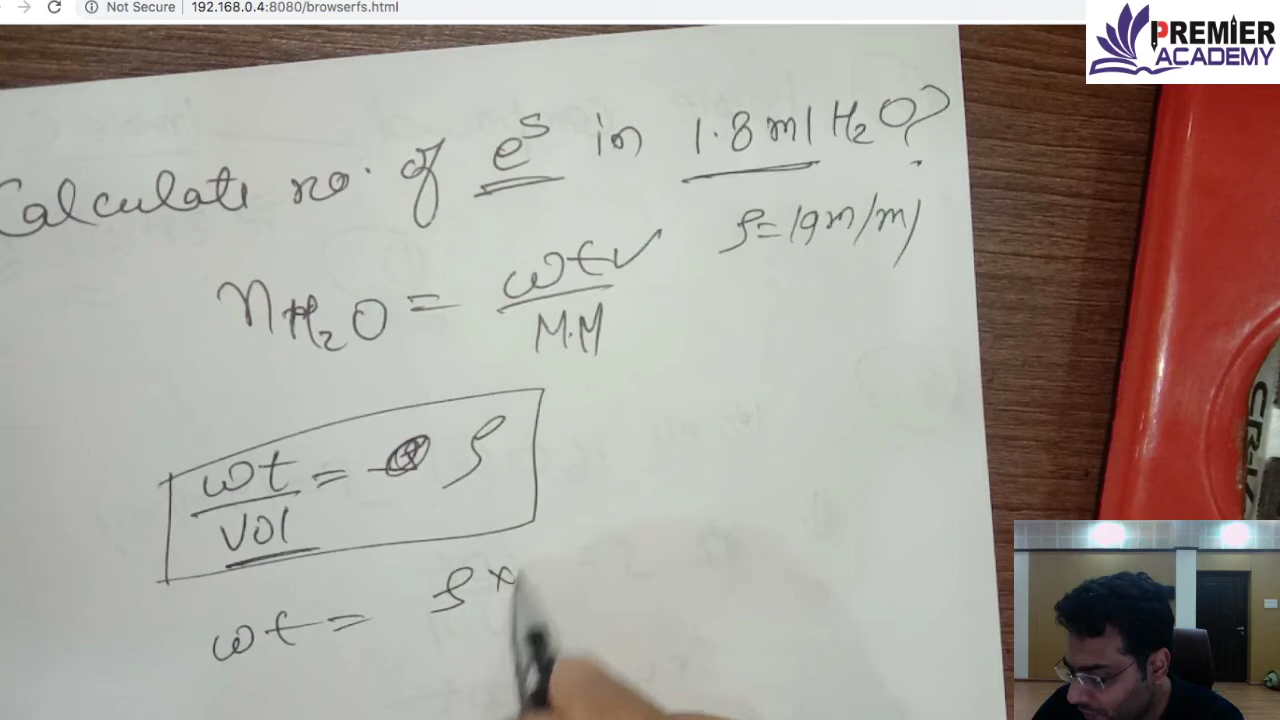 Not Secure | 192.168.0.4:8080/browserfs.html
PREMIER
ACADEMY
Calculate no. of es in 1.8 ml H2O?
ρ=1gm/ml
nH2O = wt✓
M.M
wt = ρ
vol
wt = ρ ×